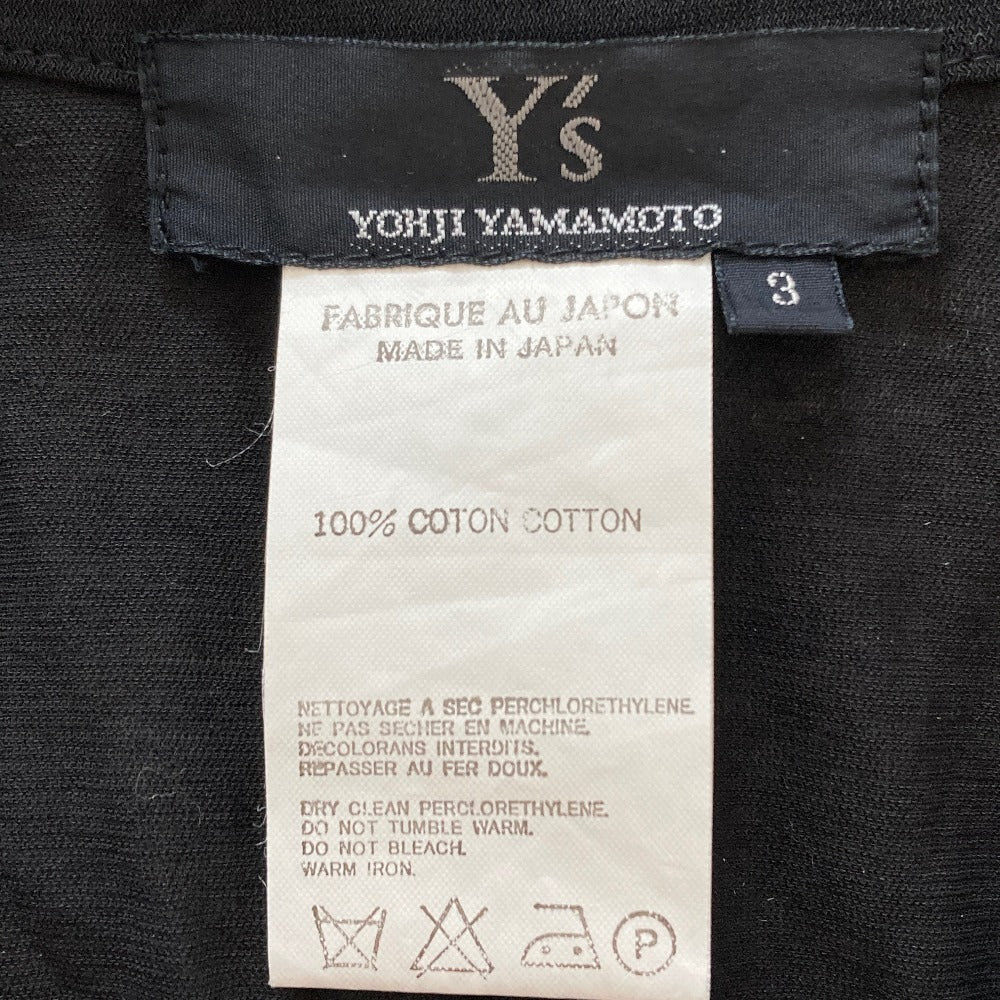 Y's
YOHJI YAMAMOTO
3
FABRIQUE AU JAPON
MADE IN JAPAN
100% COTON COTTON
NETTOYAGE A SEC PERCHLORETHYLENE
NE PAS SECHER EN MACHINE.
DECOLORANS INTERDITS.
REPASSER AU FER DOUX.
DRY CLEAN PERCLORETHYLENE.
DO NOT TUMBLE WARM.
DO NOT BLEACH.
WARM IRON.
P